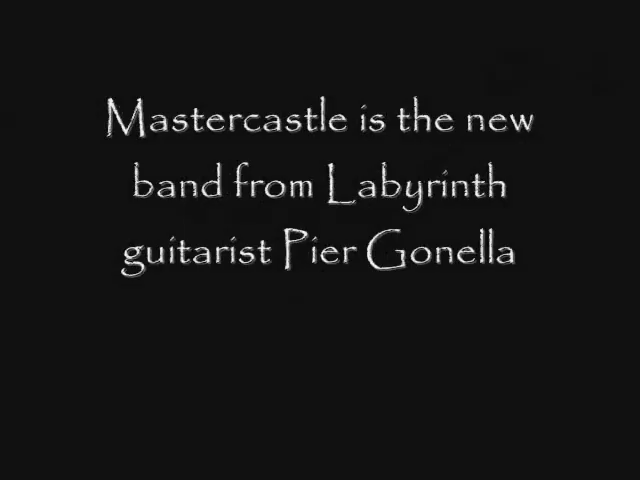 Mastercastle is the new
band from Labyrinth
guitarist Pier Gonella